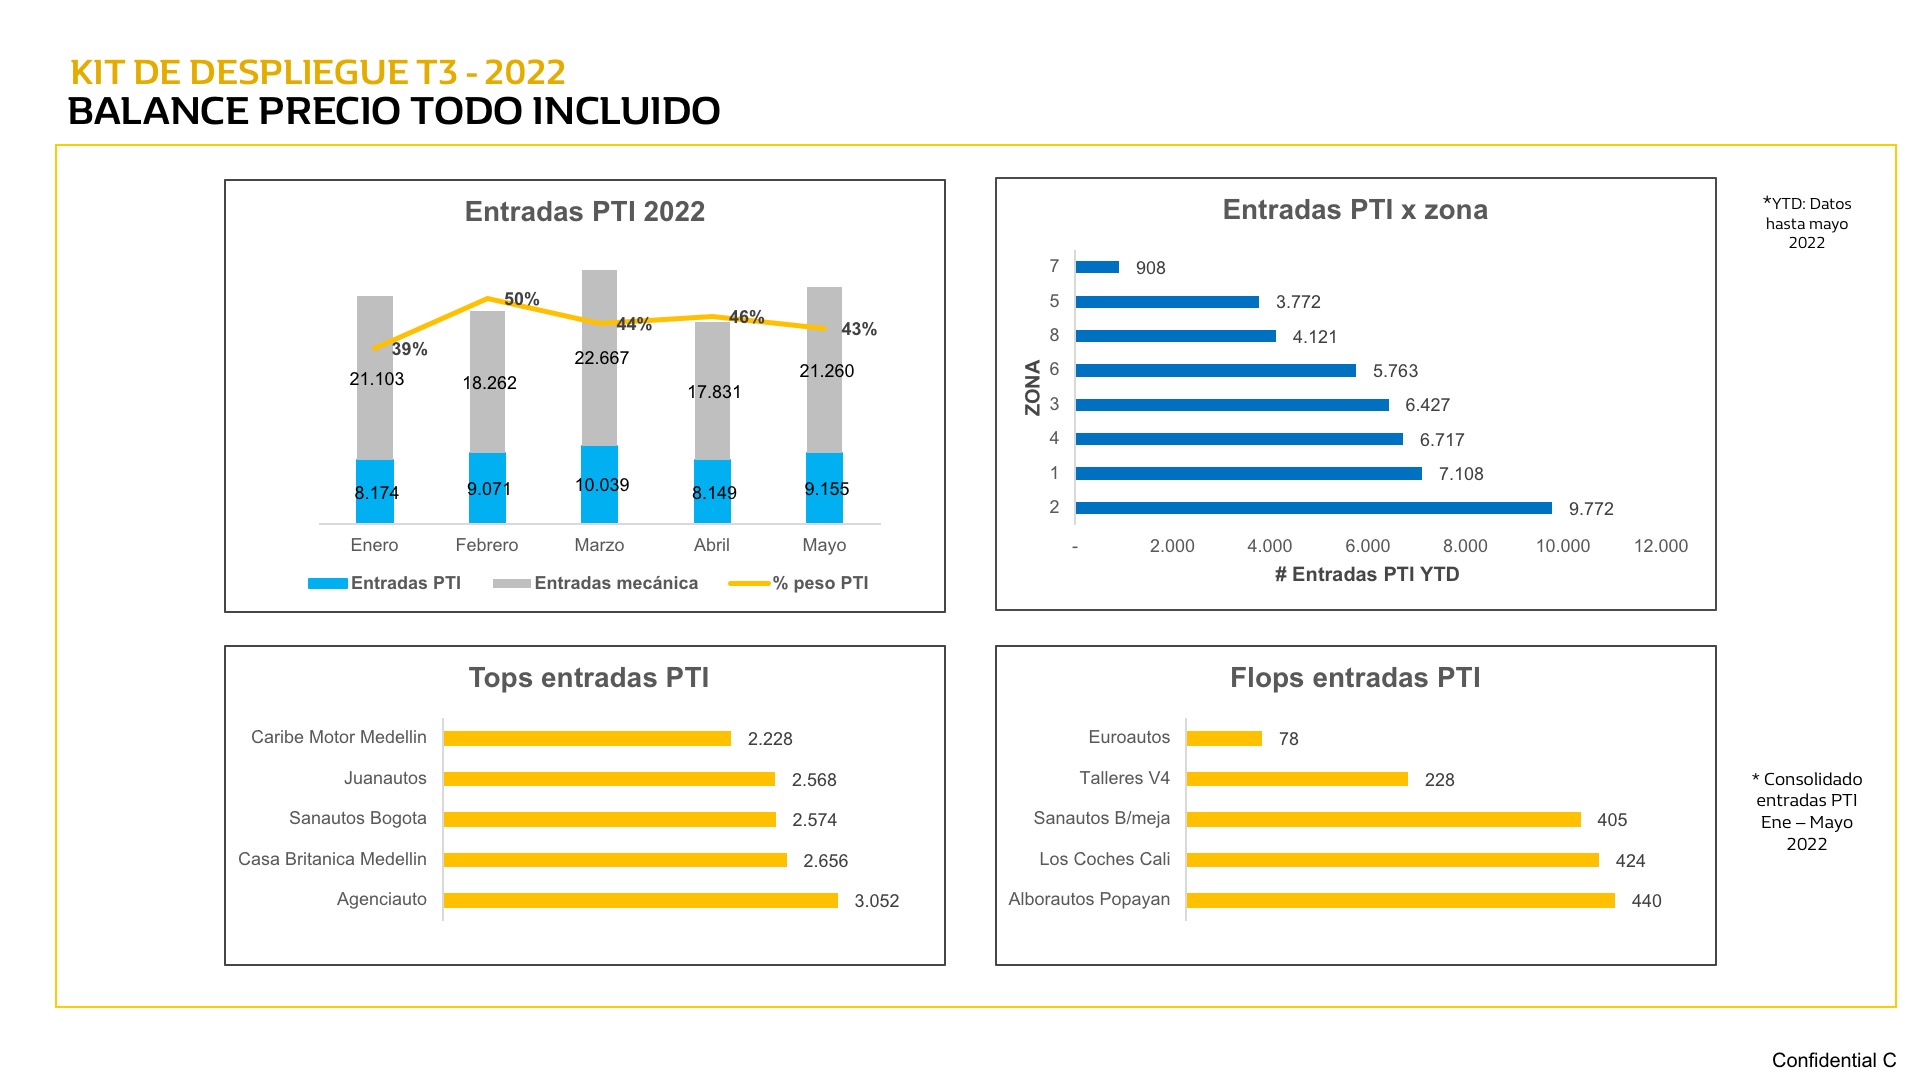 KIT DE DESPLIEGUE T3 - 2022
BALANCE PRECIO TODO INCLUIDO
Entradas PTI 2022
50%
46%
44%
43%
39%
22.667
21.260
21.103
18.262
17.831
8.174
9.071
10.039
8.149
9.155
Enero
Febrero
Marzo
Abril
Mayo
Entradas PTI
Entradas mecánica
% peso PTI
Entradas PTI x zona
ZONA
7
908
5
3.772
8
4.121
6
5.763
3
6.427
4
6.717
1
7.108
2
9.772
-
2.000
4.000
6.000
8.000
10.000
12.000
# Entradas PTI YTD
*YTD: Datos
hasta mayo
2022
Tops entradas PTI
Caribe Motor Medellin
2.228
Juanautos
2.568
Sanautos Bogota
2.574
Casa Britanica Medellin
2.656
Agenciauto
3.052
Flops entradas PTI
Euroautos
78
Talleres V4
228
Sanautos B/meja
405
Los Coches Cali
424
Alborautos Popayan
440
* Consolidado
entradas PTI
Ene – Mayo
2022
Confidential C